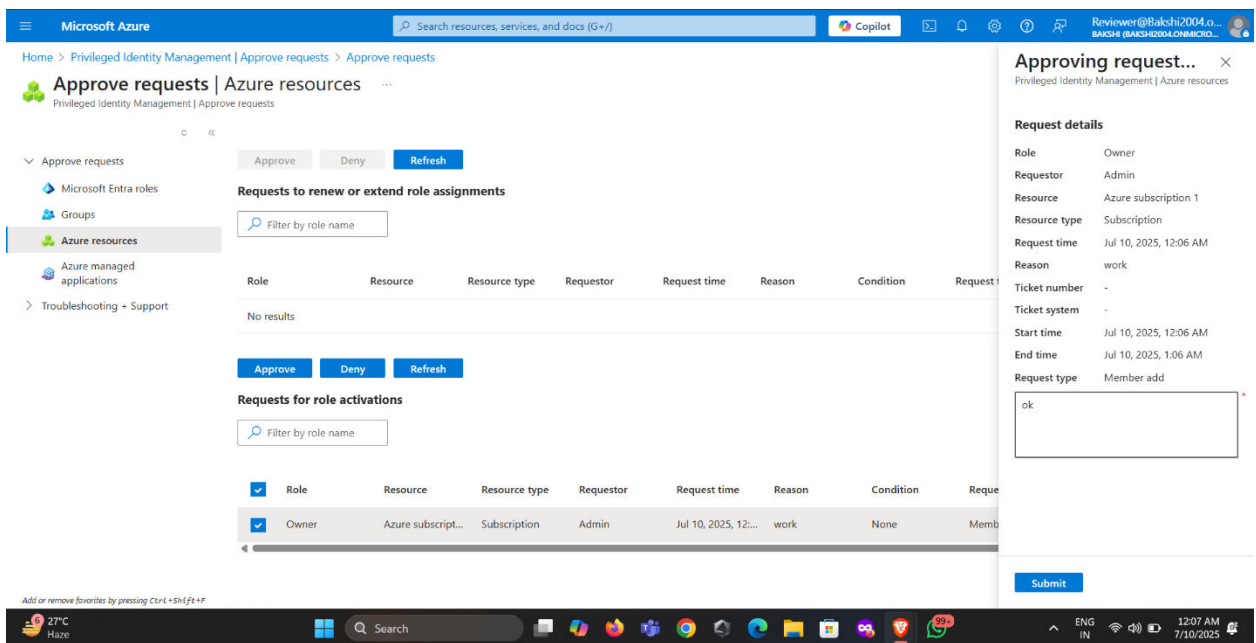 Microsoft Azure
Search resources, services, and docs (G+/)
Copilot
Reviewer@Bakshi2004.o...
BAKSHI (BAKSHI2004.ONMICRO...
Home > Privileged Identity Management | Approve requests > Approve requests
Approve requests | Azure resources ...
Privileged Identity Management | Approve requests
Approve requests
Microsoft Entra roles
Groups
Azure resources
Azure managed
applications
Troubleshooting + Support
Approve Deny Refresh
Requests to renew or extend role assignments
Filter by role name
Role Resource Resource type Requestor Request time Reason Condition Request
No results
Approve Deny Refresh
Requests for role activations
Filter by role name
Role Resource Resource type Requestor Request time Reason Condition Reque
Owner Azure subscript... Subscription Admin Jul 10, 2025, 12:... work None Memb
Approving request...
Privileged Identity Management | Azure resources
Request details
Role Owner
Requestor Admin
Resource Azure subscription 1
Resource type Subscription
Request time Jul 10, 2025, 12:06 AM
Reason work
Ticket number -
Ticket system -
Start time Jul 10, 2025, 12:06 AM
End time Jul 10, 2025, 1:06 AM
Request type Member add
ok
*
Submit
Add or remove favorites by pressing Ctrl+Shift+F
6
27°C
Haze
Search
99+
ENG
IN
12:07 AM
7/10/2025